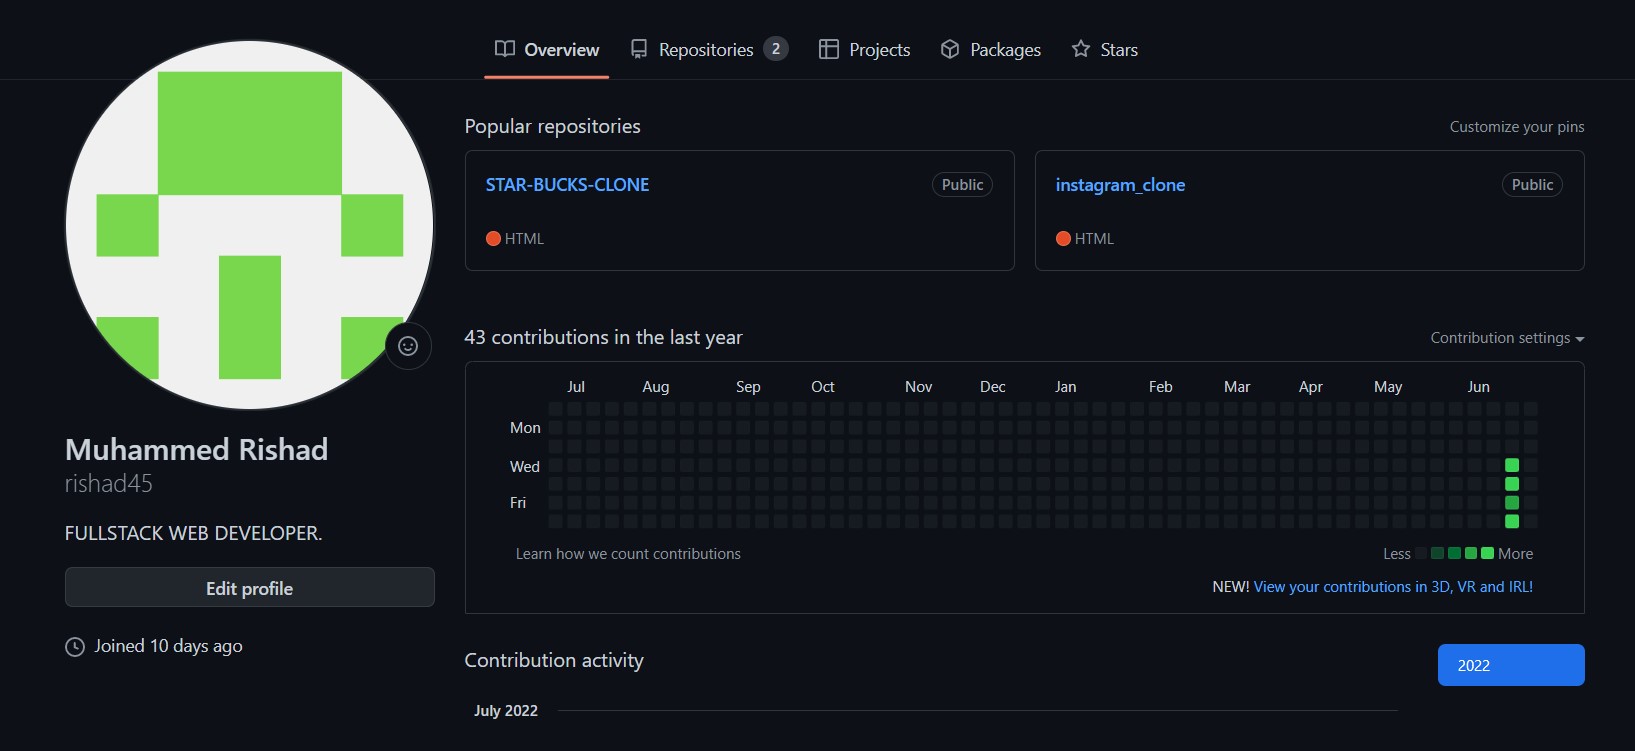 Overview Repositories 2 Projects Packages Stars
Popular repositories Customize your pins
STAR-BUCKS-CLONE Public
HTML
instagram_clone Public
HTML
43 contributions in the last year Contribution settings
Jul Aug Sep Oct Nov Dec Jan Feb Mar Apr May Jun
Mon
Wed
Fri
Learn how we count contributions Less More
NEW! View your contributions in 3D, VR and IRL!
Muhammed Rishad
rishad45
FULLSTACK WEB DEVELOPER.
Edit profile
Joined 10 days ago
Contribution activity 2022
July 2022